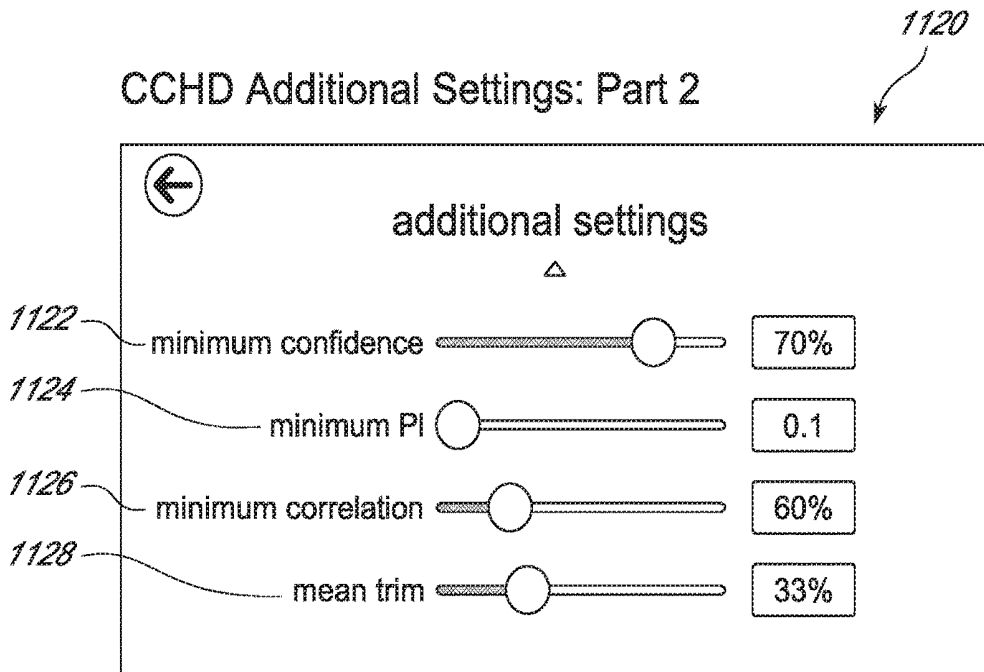 1120
CCHD Additional Settings: Part 2
additional settings
1122 minimum confidence 70%
1124 minimum PI 0.1
1126 minimum correlation 60%
1128 mean trim 33%